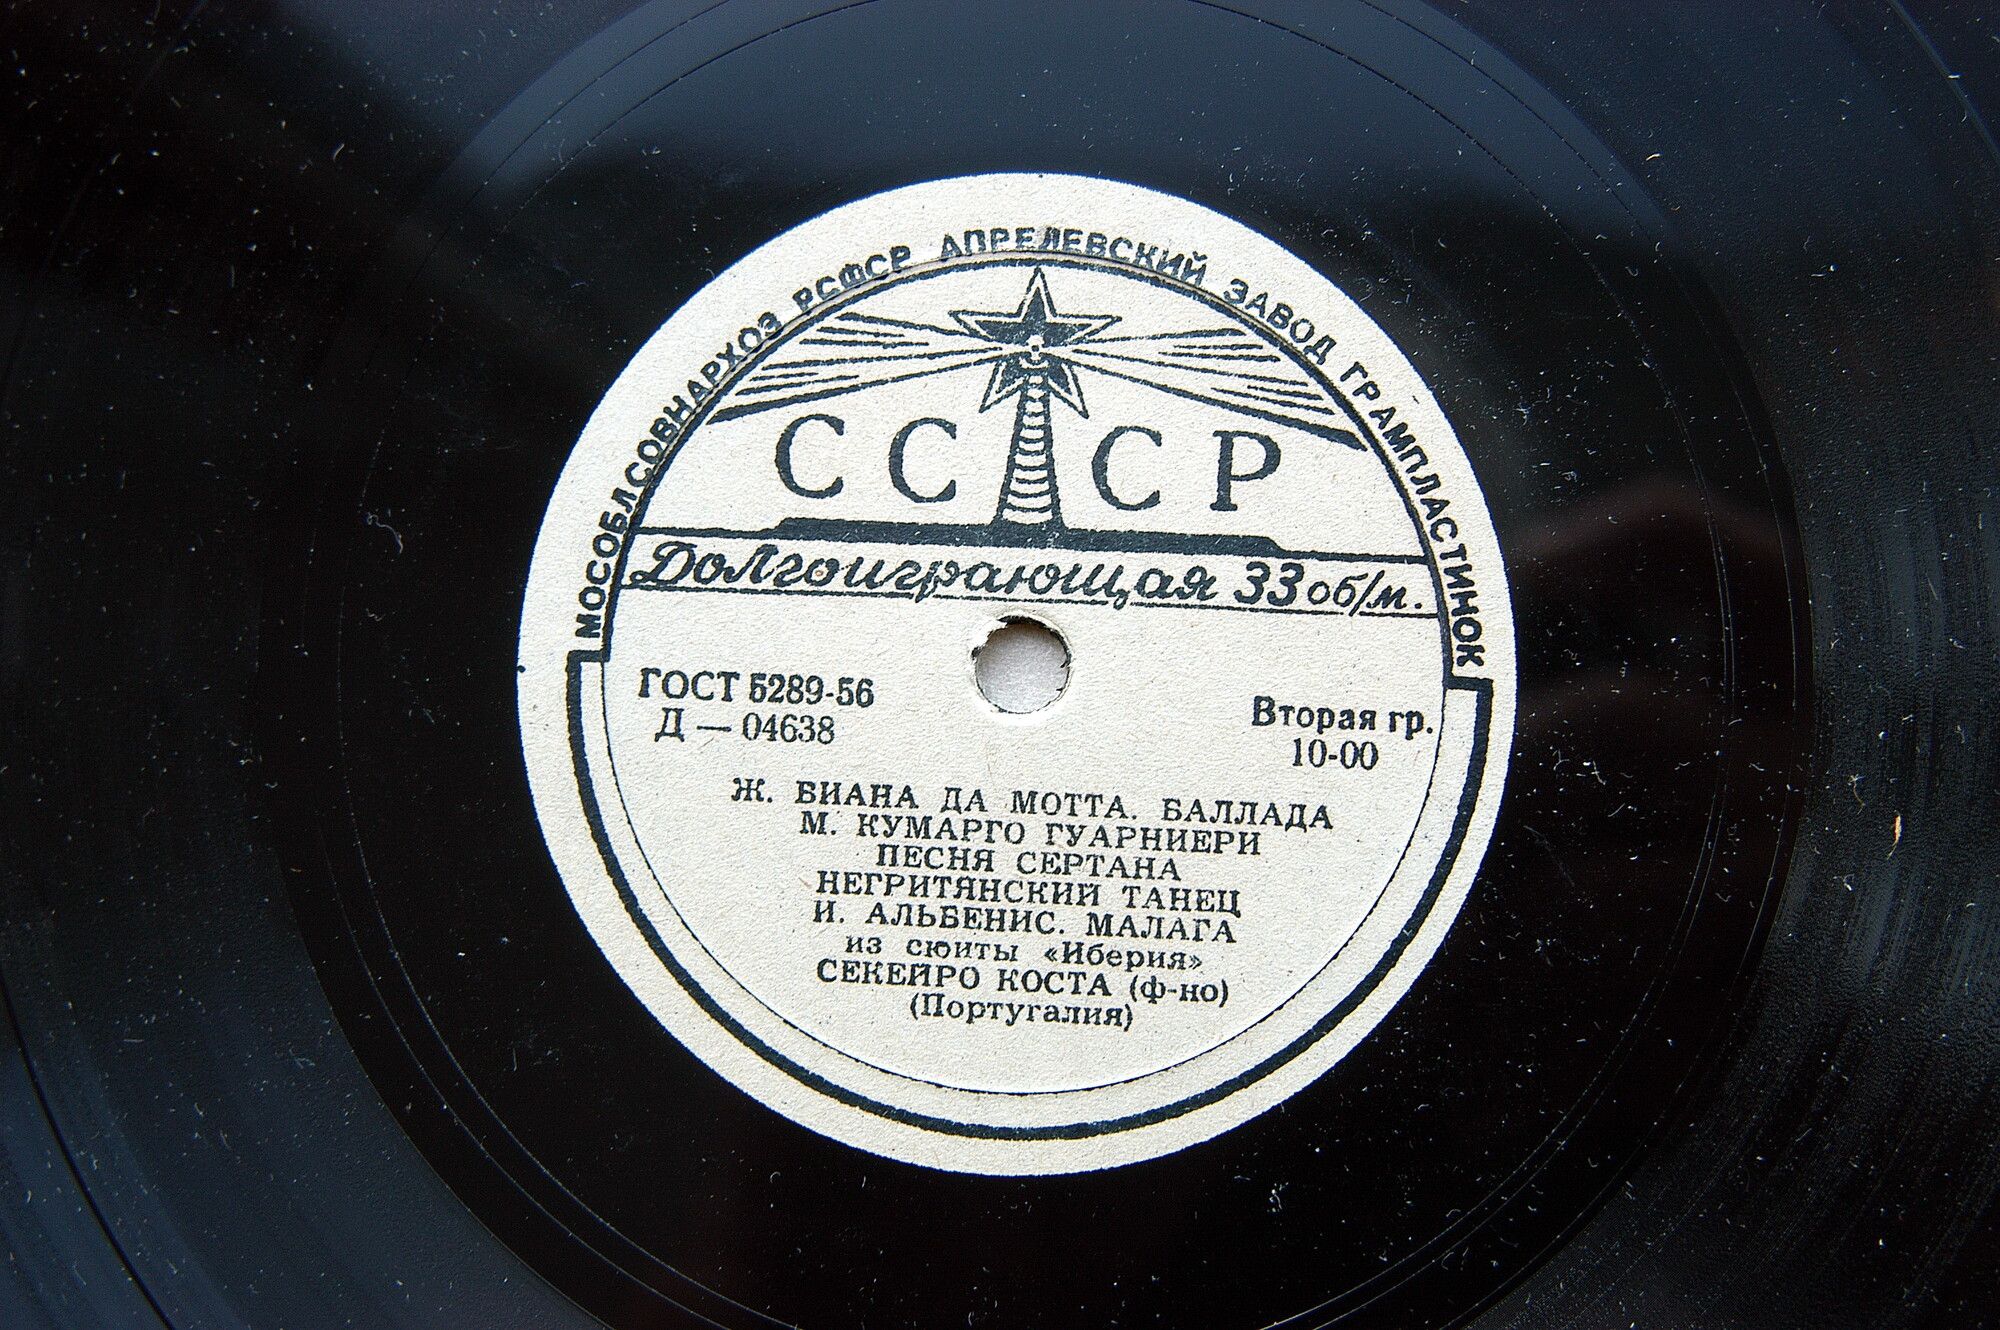 МОСОБЛСОВНАРХОЗ РСФСР АПРЕЛЕВСКИЙ ЗАВОД ГРАМПЛАСТИНОК
СССР
Долгоиграющая 33 об/м.
ГОСТ 5289-56
Д — 04638
Вторая гр.
10-00
Ж. ВИАНА ДА МОТТА. БАЛЛАДА
М. КУМАРГО ГУАРНИЕРИ
ПЕСНЯ СЕРТАНА
НЕГРИТЯНСКИЙ ТАНЕЦ
И. АЛЬБЕНИС. МАЛАГА
из сюиты «Иберия»
СЕКЕЙРО КОСТА (ф-но)
(Португалия)